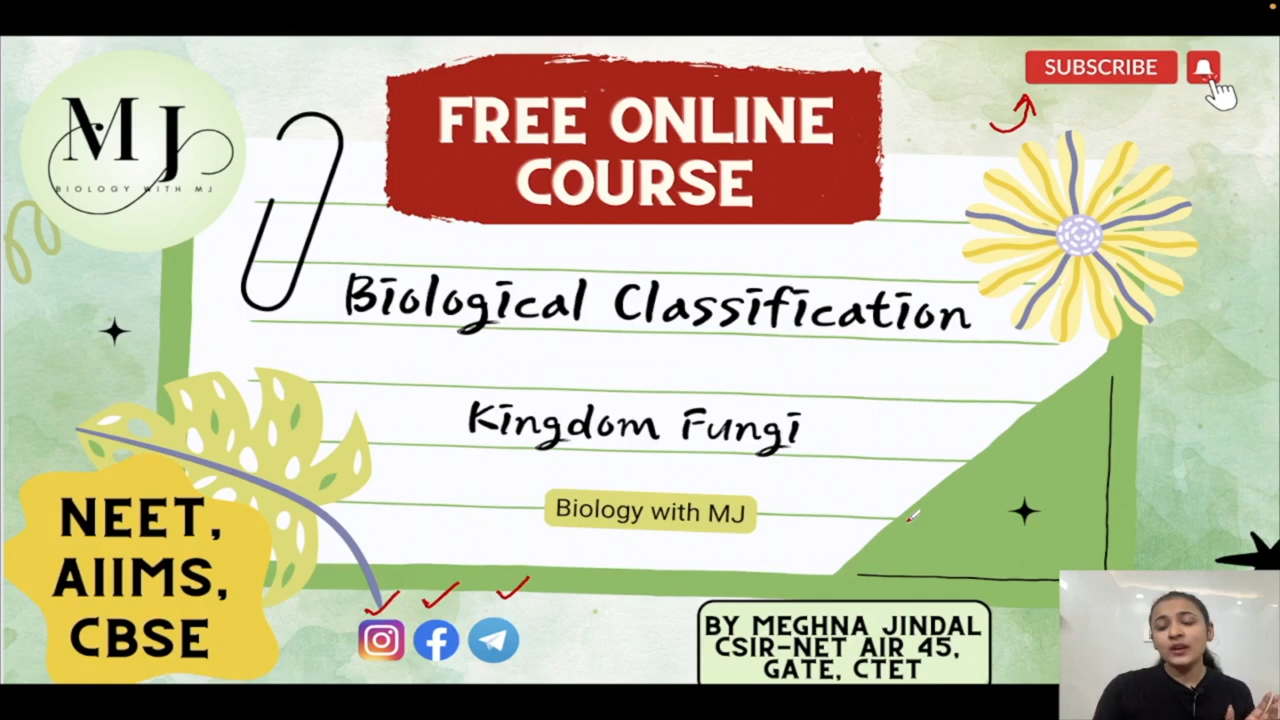 MJ
BIOLOGY WITH MJ
FREE ONLINE
COURSE
SUBSCRIBE
Biological Classification
Kingdom Fungi
Biology with MJ
NEET,
AIIMS,
CBSE
BY MEGHNA JINDAL
CSIR-NET AIR 45,
GATE, CTET